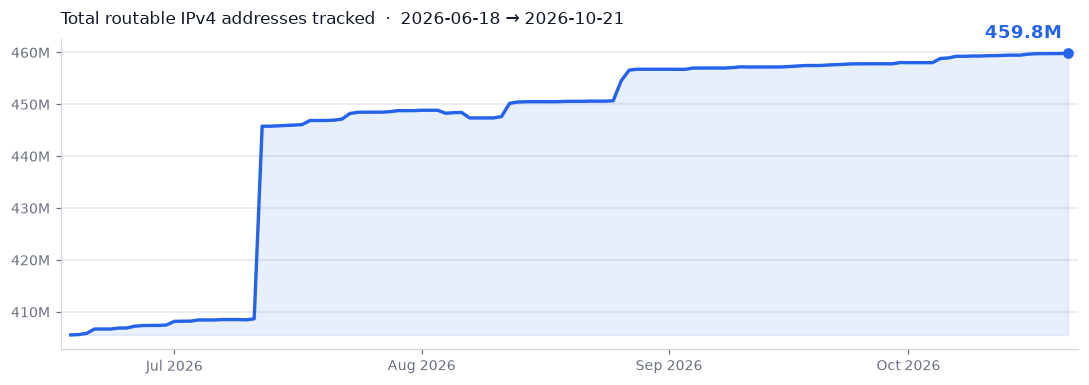 Total routable IPv4 addresses tracked · 2026-06-18 → 2026-10-21
459.8M
460M
450M
440M
430M
420M
410M
Jul 2026
Aug 2026
Sep 2026
Oct 2026